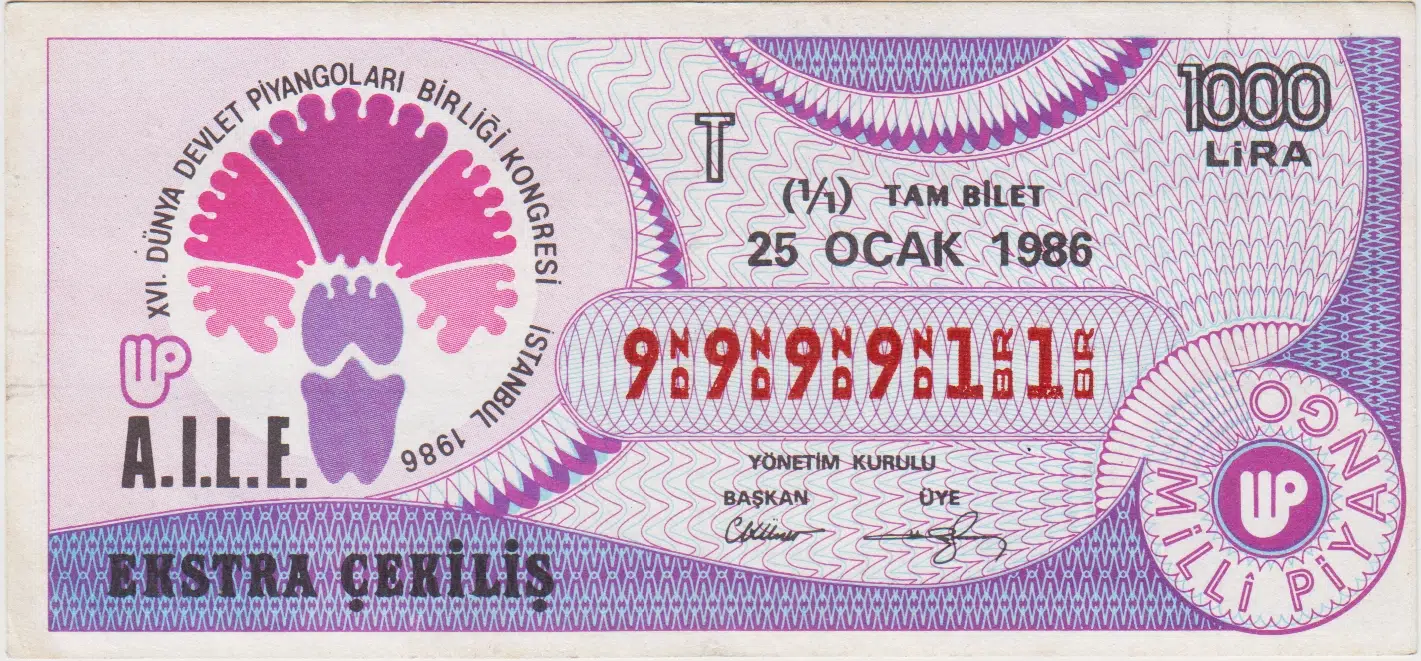 XVI. DÜNYA DEVLET PİYANGOLARI BİRLİĞİ KONGRESİ İSTANBUL 1986
A.I.L.E.
EKSTRA ÇEKİLİŞ
T
1000
LİRA
(1/1) TAM BİLET
25 OCAK 1986
9 DN 9 DN 9 DN 9 DN 1 BR 1 BR
YÖNETİM KURULU
BAŞKAN ÜYE
MİLLÎ PİYANGO